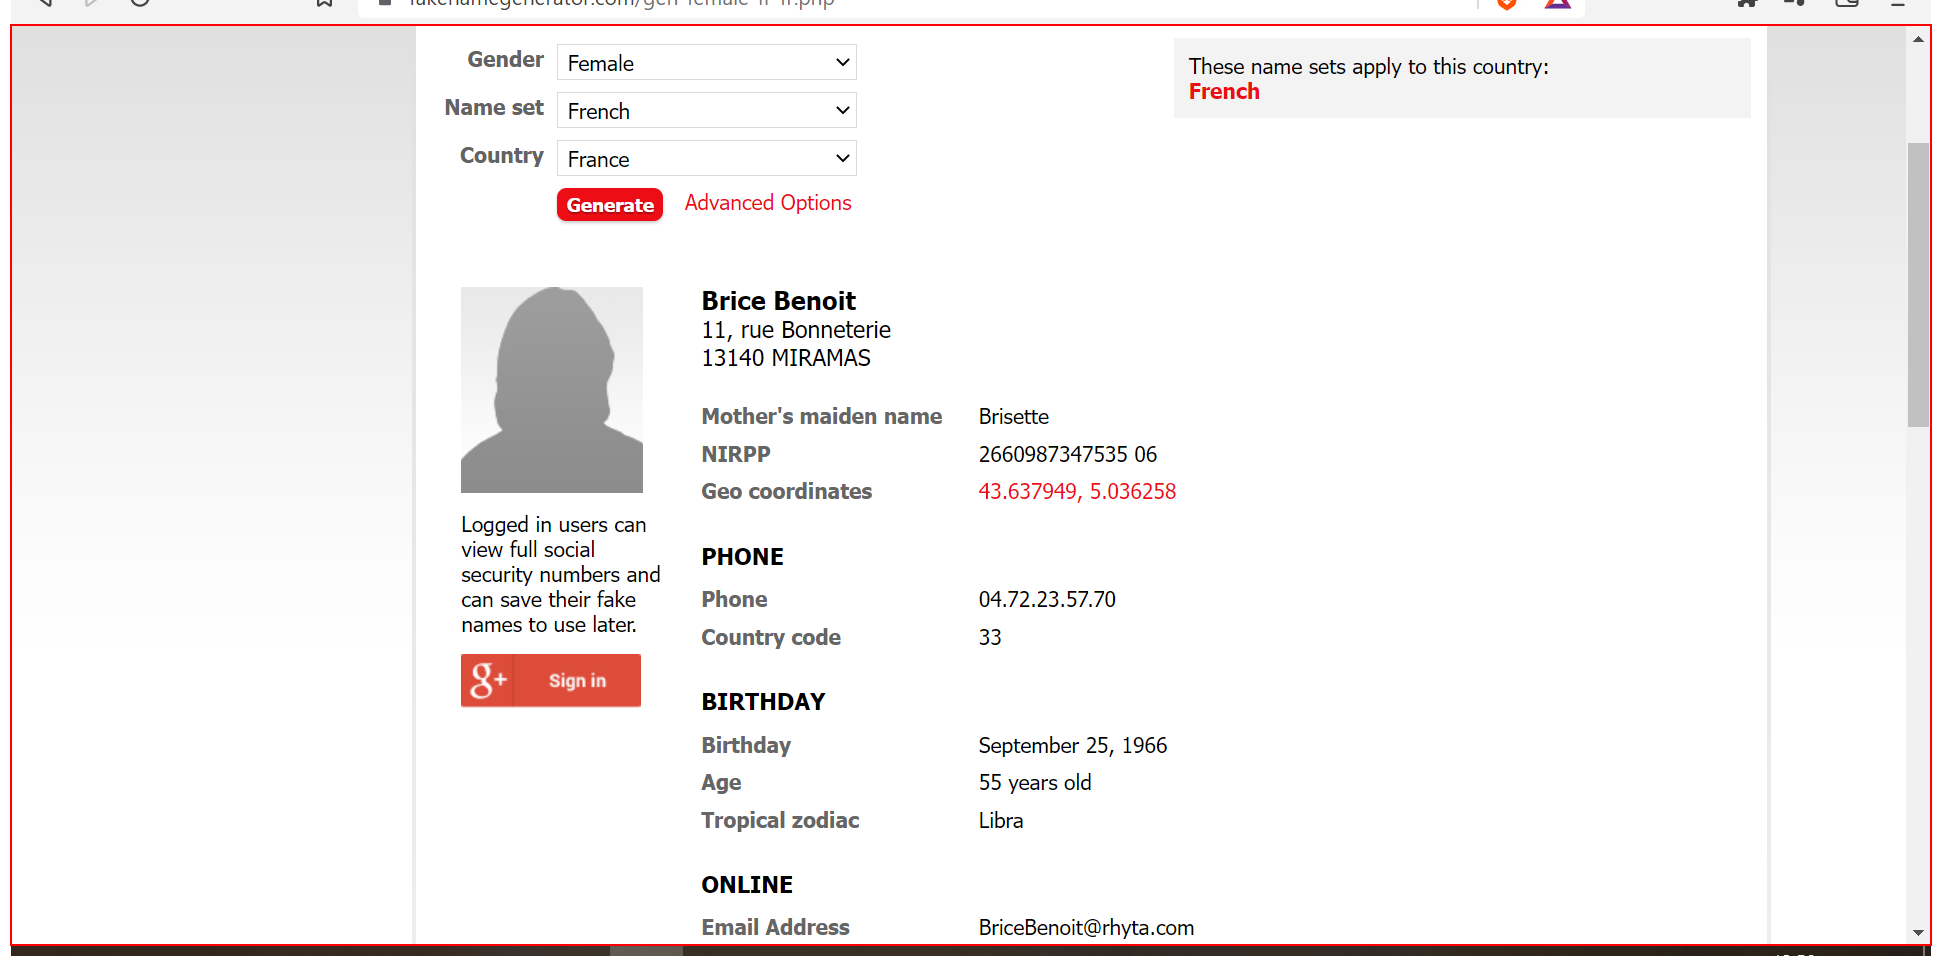 fakenamegenerator.com/gen-female-fr-fr.php
Gender Female
Name set French
Country France
Generate Advanced Options
These name sets apply to this country:
French
Brice Benoit
11, rue Bonneterie
13140 MIRAMAS
Mother's maiden name Brisette
NIRPP 2660987347535 06
Geo coordinates 43.637949, 5.036258
Logged in users can
view full social
security numbers and
can save their fake
names to use later.
g+ Sign in
PHONE
Phone 04.72.23.57.70
Country code 33
BIRTHDAY
Birthday September 25, 1966
Age 55 years old
Tropical zodiac Libra
ONLINE
Email Address BriceBenoit@rhyta.com